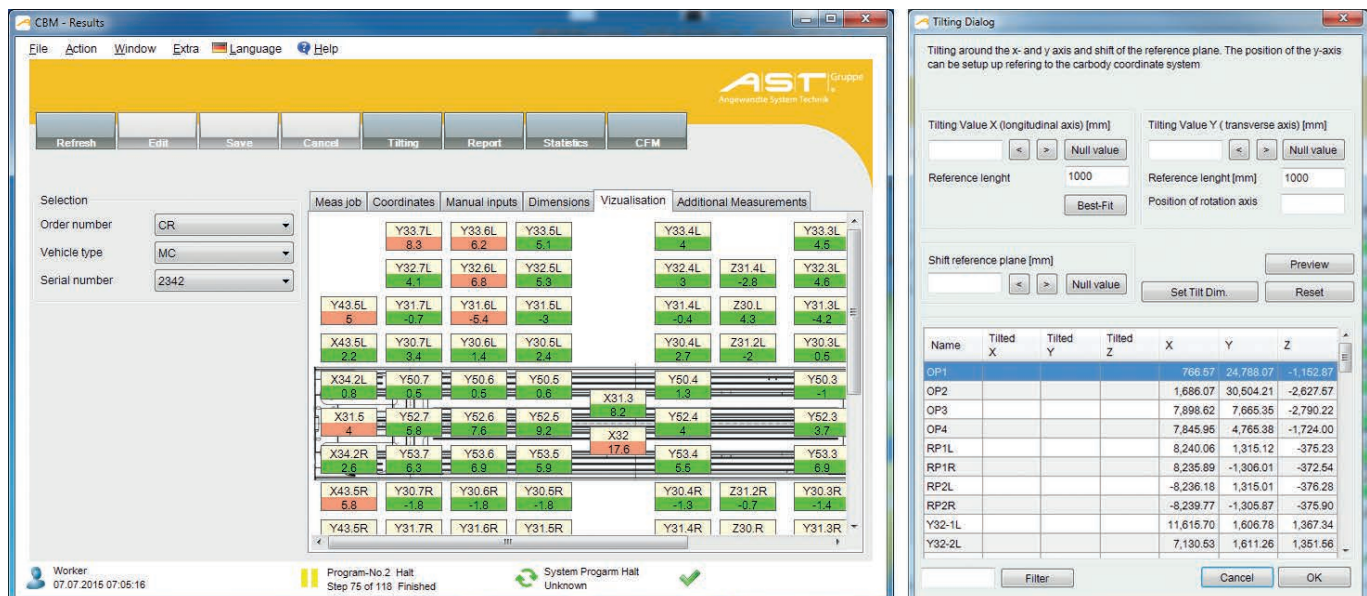 CBM - Results
File Action Window Extra Language Help
AST Gruppe
Angewandte System Technik
Refresh Edit Save Cancel Tilting Report Statistics CFM
Selection
Order number CR
Vehicle type MC
Serial number 2342
Meas job Coordinates Manual inputs Dimensions Vizualisation Additional Measurements
Y33.7L Y33.6L Y33.5L Y33.4L Y33.3L
8.3 6.2 5.1 4 4.5
Y32.7L Y32.6L Y32.5L Y32.4L Z31.4L Y32.3L
4.1 6.8 5.3 3 -2.8 4.6
Y43.5L Y31.7L Y31.6L Y31.5L Y31.4L Z30.L Y31.3L
5 -0.7 -5.4 -3 -0.4 4.3 -4.2
X43.5L Y30.7L Y30.6L Y30.5L Y30.4L Z31.2L Y30.3L
2.2 3.4 1.4 2.4 2.7 -2 0.5
X34.2L Y50.7 Y50.6 Y50.5 Y50.4 Y50.3
0.8 0.5 0.5 0.6 1.3 -1
X31.3
8.2
X31.5 Y52.7 Y52.6 Y52.5 Y52.4 Y52.3
4 5.8 7.6 9.2 4 3.7
X32
17.6
X34.2R Y53.7 Y53.6 Y53.5 Y53.4 Y53.3
2.6 6.3 6.9 5.9 5.5 6.9
X43.5R Y30.7R Y30.6R Y30.5R Y30.4R Z31.2R Y30.3R
5.8 -1.8 -1.8 -1.8 -1.3 -0.7 -1.4
Y43.5R Y31.7R Y31.6R Y31.5R Y31.4R Z30.R Y31.3R
Worker
07.07.2015 07:05:16
Program-No.2 Halt
Step 75 of 118 Finished
System Progarm Halt
Unknown
Tilting Dialog
Tilting around the x- and y axis and shift of the reference plane. The position of the y-axis
can be setup up refering to the carbody coordinate system
Tilting Value X (longitudinal axis) [mm]
< > Null value
Reference lenght 1000
Best-Fit
Tilting Value Y ( transverse axis) [mm]
< > Null value
Reference lenght [mm] 1000
Position of rotation axis
Shift reference plane [mm]
< > Null value
Preview
Set Tilt Dim. Reset
Name Tilted X Tilted Y Tilted Z X Y Z
OP1 766.57 24,788.07 -1,152.87
OP2 1,686.07 30,504.21 -2,627.57
OP3 7,898.62 7,665.35 -2,790.22
OP4 7,845.95 4,765.38 -1,724.00
RP1L 8,240.06 1,315.12 -375.23
RP1R 8,235.89 -1,306.01 -372.54
RP2L -8,236.18 1,315.01 -376.28
RP2R -8,239.77 -1,305.87 -375.90
Y32-1L 11,615.70 1,606.78 1,367.34
Y32-2L 7,130.53 1,611.26 1,351.56
Filter Cancel OK